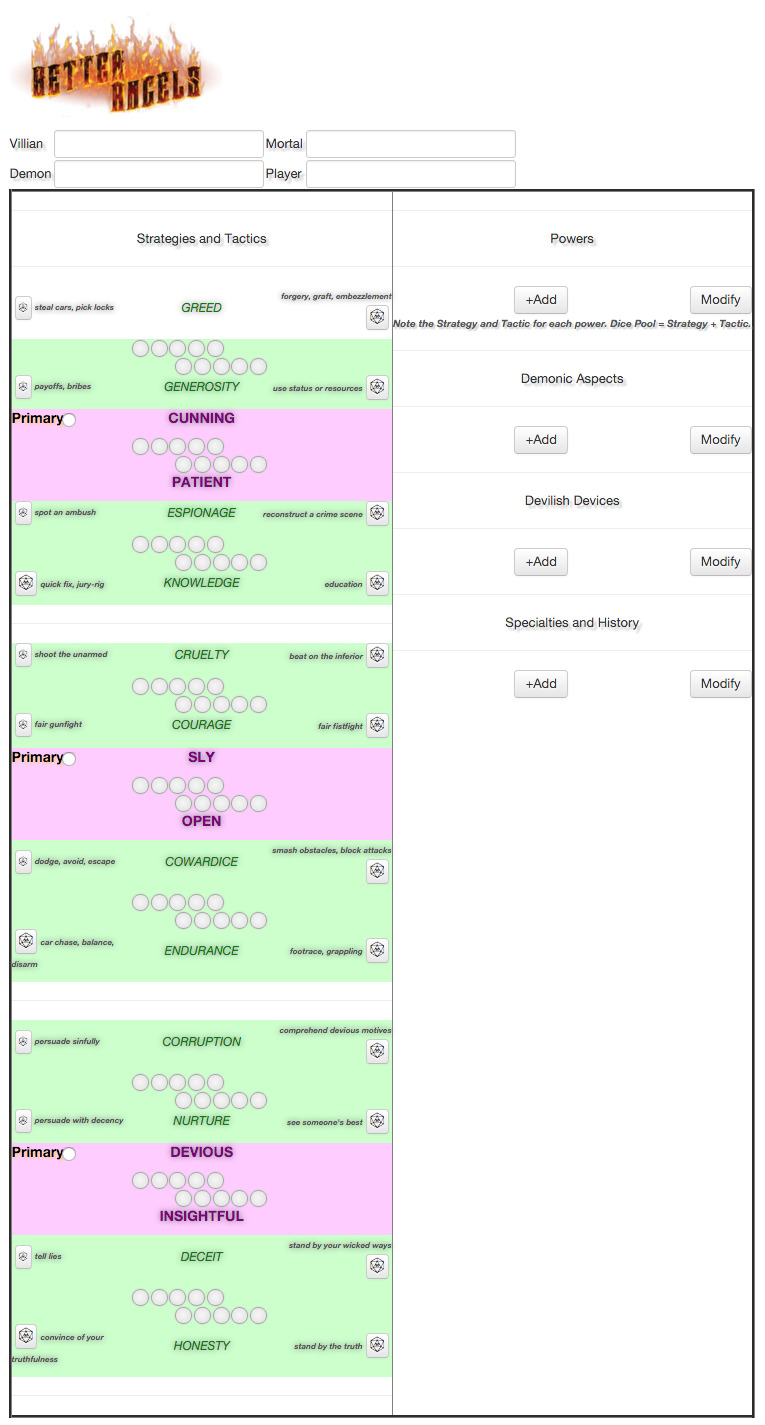 BETTER
ANGELS
Villian Mortal
Demon Player
Strategies and Tactics
steal cars, pick locks GREED forgery, graft, embezzlement
payoffs, bribes GENEROSITY use status or resources
Primary CUNNING
PATIENT
spot an ambush ESPIONAGE reconstruct a crime scene
quick fix, jury-rig KNOWLEDGE education
shoot the unarmed CRUELTY beat on the inferior
fair gunfight COURAGE fair fistfight
Primary SLY
OPEN
dodge, avoid, escape COWARDICE smash obstacles, block attacks
car chase, balance, disarm ENDURANCE footrace, grappling
persuade sinfully CORRUPTION comprehend devious motives
persuade with decency NURTURE see someone's best
Primary DEVIOUS
INSIGHTFUL
tell lies DECEIT stand by your wicked ways
convince of your truthfulness HONESTY stand by the truth
Powers
+Add Modify
Note the Strategy and Tactic for each power. Dice Pool = Strategy + Tactic.
Demonic Aspects
+Add Modify
Devilish Devices
+Add Modify
Specialties and History
+Add Modify